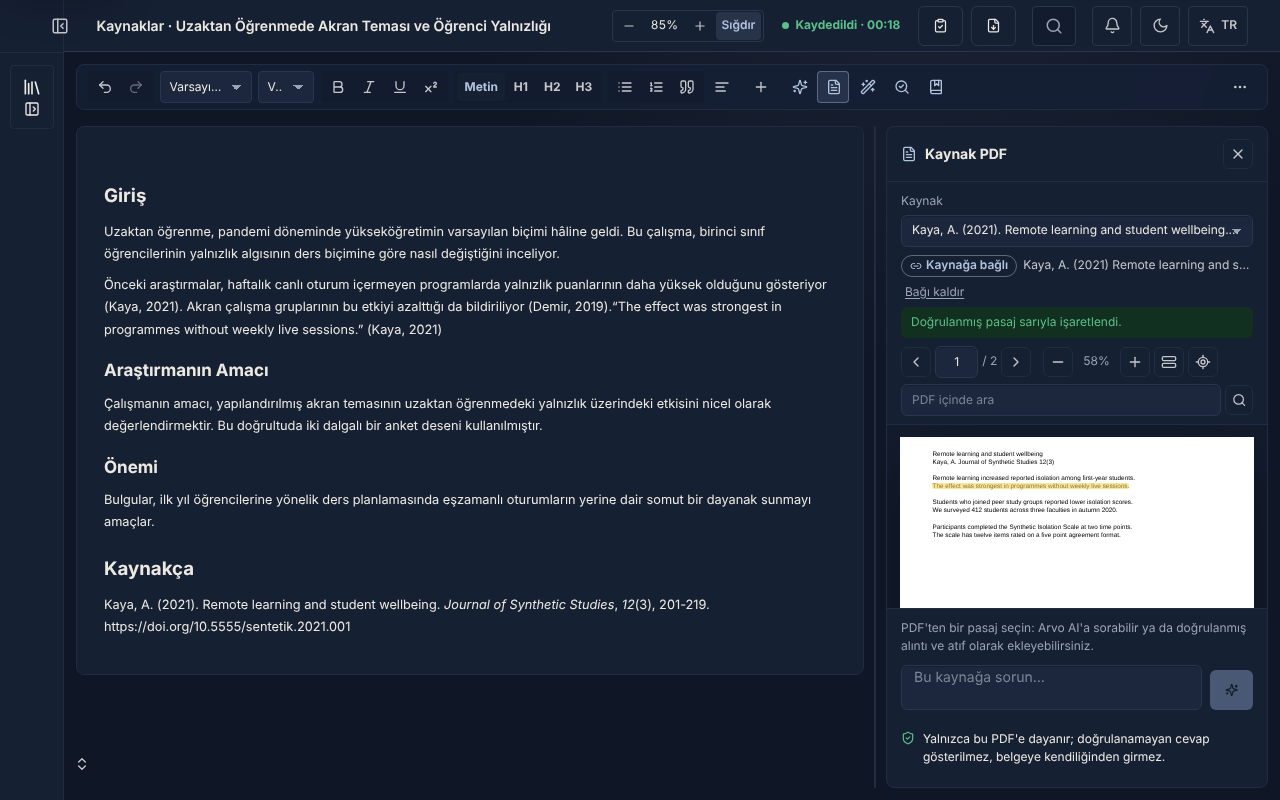 Kaynaklar · Uzaktan Öğrenmede Akran Teması ve Öğrenci Yalnızlığı
85%
Sığdır
Kaydedildi · 00:18
TR
Varsayı...
V..
B I U x²
Metin H1 H2 H3
Giriş
Uzaktan öğrenme, pandemi döneminde yükseköğretimin varsayılan biçimi hâline geldi. Bu çalışma, birinci sınıf
öğrencilerinin yalnızlık algısının ders biçimine göre nasıl değiştiğini inceliyor.
Önceki araştırmalar, haftalık canlı oturum içermeyen programlarda yalnızlık puanlarının daha yüksek olduğunu gösteriyor
(Kaya, 2021). Akran çalışma gruplarının bu etkiyi azalttığı da bildiriliyor (Demir, 2019).“The effect was strongest in
programmes without weekly live sessions.” (Kaya, 2021)
Araştırmanın Amacı
Çalışmanın amacı, yapılandırılmış akran temasının uzaktan öğrenmedeki yalnızlık üzerindeki etkisini nicel olarak
değerlendirmektir. Bu doğrultuda iki dalgalı bir anket deseni kullanılmıştır.
Önemi
Bulgular, ilk yıl öğrencilerine yönelik ders planlamasında eşzamanlı oturumların yerine dair somut bir dayanak sunmayı
amaçlar.
Kaynakça
Kaya, A. (2021). Remote learning and student wellbeing. Journal of Synthetic Studies, 12(3), 201-219.
https://doi.org/10.5555/sentetik.2021.001
Kaynak PDF
Kaynak
Kaya, A. (2021). Remote learning and student wellbeing...
Kaynağa bağlı
Kaya, A. (2021) Remote learning and s...
Bağı kaldır
Doğrulanmış pasaj sarıyla işaretlendi.
1 / 2
58%
PDF içinde ara
Remote learning and student wellbeing
Kaya, A. Journal of Synthetic Studies 12(3)
Remote learning increased reported isolation among first-year students.
The effect was strongest in programmes without weekly live sessions.
Students who joined peer study groups reported lower isolation scores.
We surveyed 412 students across three faculties in autumn 2020.
Participants completed the Synthetic Isolation Scale at two time points.
The scale has twelve items rated on a five point agreement format.
PDF'ten bir pasaj seçin: Arvo AI'a sorabilir ya da doğrulanmış
alıntı ve atıf olarak ekleyebilirsiniz.
Bu kaynağa sorun...
Yalnızca bu PDF'e dayanır; doğrulanamayan cevap
gösterilmez, belgeye kendiliğinden girmez.